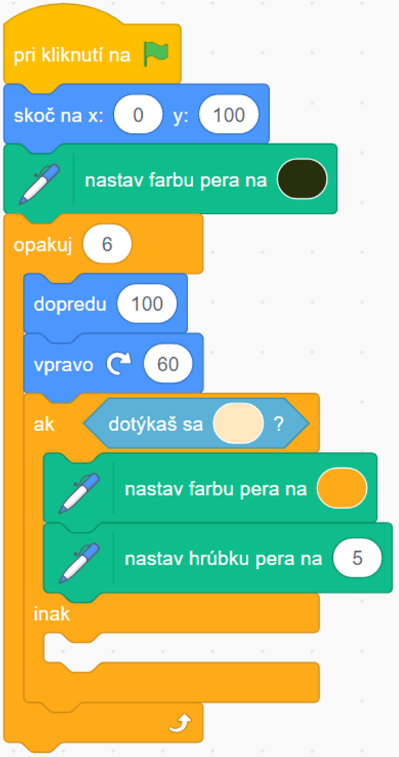 pri kliknutí na
skoč na x: 0 y: 100
nastav farbu pera na
opakuj 6
dopredu 100
vpravo 60
ak dotýkaš sa ?
nastav farbu pera na
nastav hrúbku pera na 5
inak